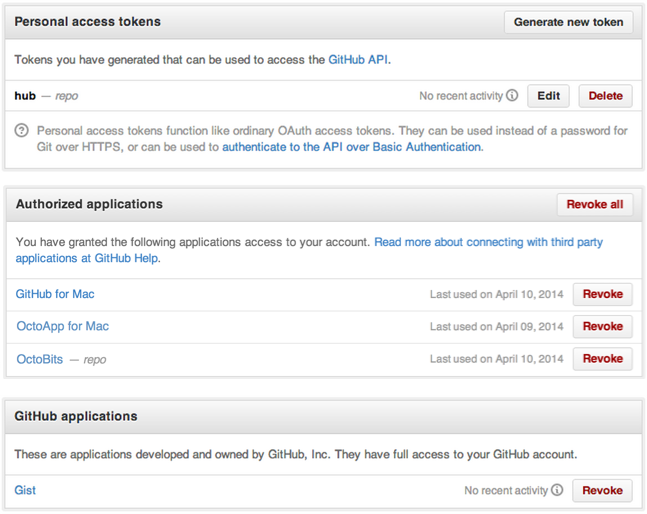 Personal access tokens Generate new token
Tokens you have generated that can be used to access the GitHub API.
hub — repo No recent activity Edit Delete
Personal access tokens function like ordinary OAuth access tokens. They can be used instead of a password for
Git over HTTPS, or can be used to authenticate to the API over Basic Authentication.
Authorized applications Revoke all
You have granted the following applications access to your account. Read more about connecting with third party
applications at GitHub Help.
GitHub for Mac Last used on April 10, 2014 Revoke
OctoApp for Mac Last used on April 09, 2014 Revoke
OctoBits — repo Last used on April 10, 2014 Revoke
GitHub applications
These are applications developed and owned by GitHub, Inc. They have full access to your GitHub account.
Gist No recent activity Revoke